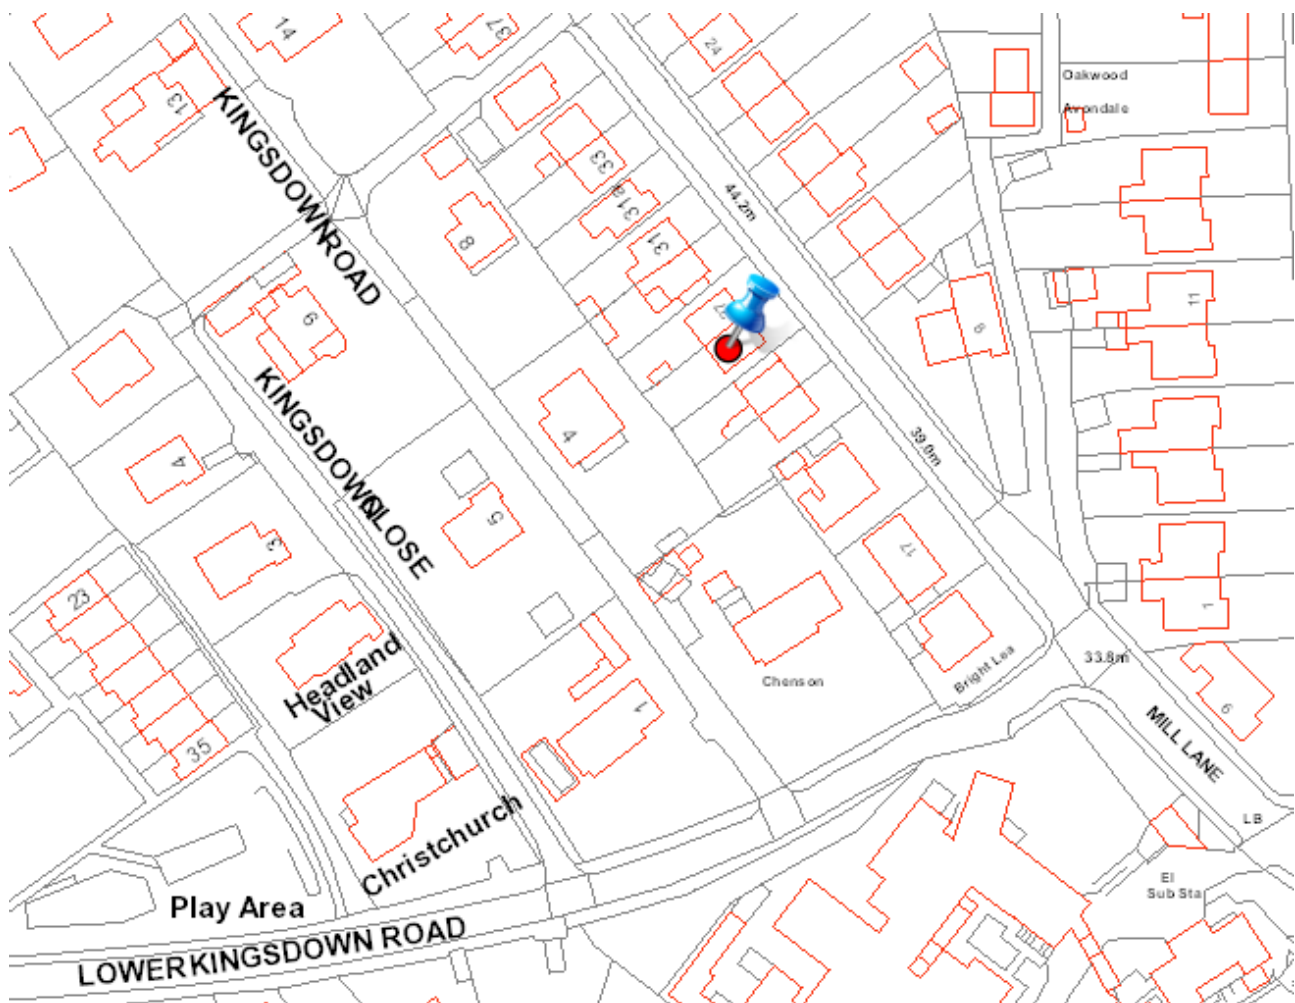 14
37
24
13
Oakwood
Avondale
33
31a
31
8
KINGSDOWN ROAD
44.2m
6
8
11
4
KINGSDOWN CLOSE
4
5
39.9m
3
17
23
1
Headland
View
Chenson
Bright Lea
33.8m
9
MILL LANE
35
1
Christchurch
LB
El
Sub Sta
Play Area
LOWER KINGSDOWN ROAD